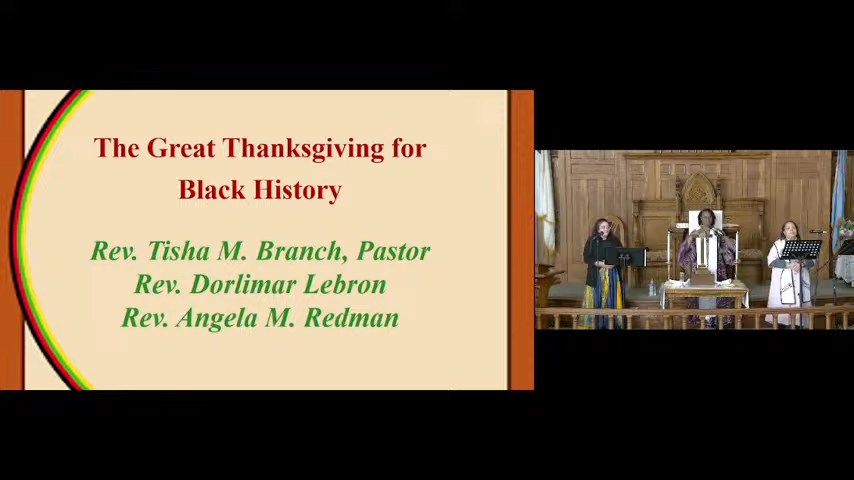 The Great Thanksgiving for
Black History
Rev. Tisha M. Branch, Pastor
Rev. Dorlimar Lebron
Rev. Angela M. Redman